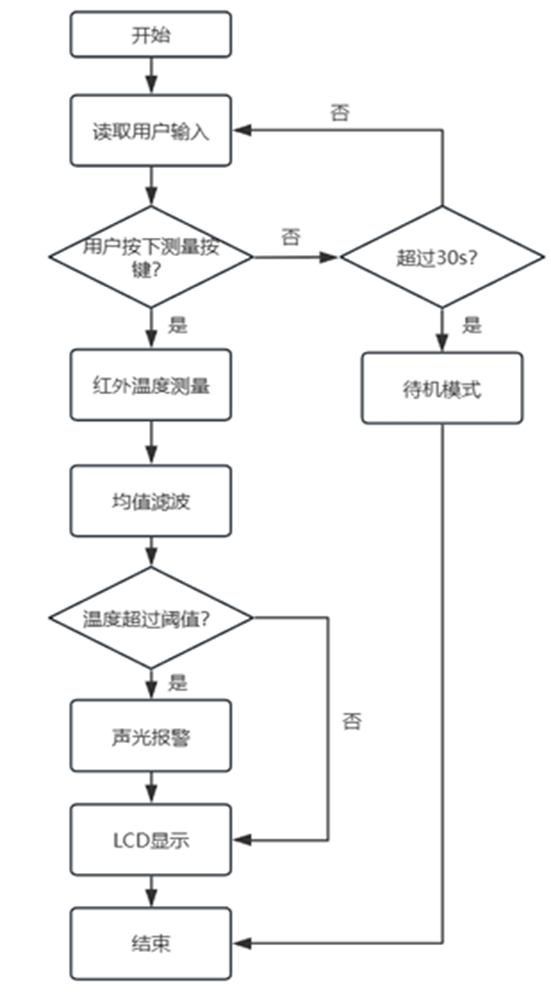 开始
读取用户输入
否
用户按下测量按
键?
否
超过30s?
是
是
红外温度测量
待机模式
均值滤波
温度超过阈值?
是
否
声光报警
LCD显示
结束